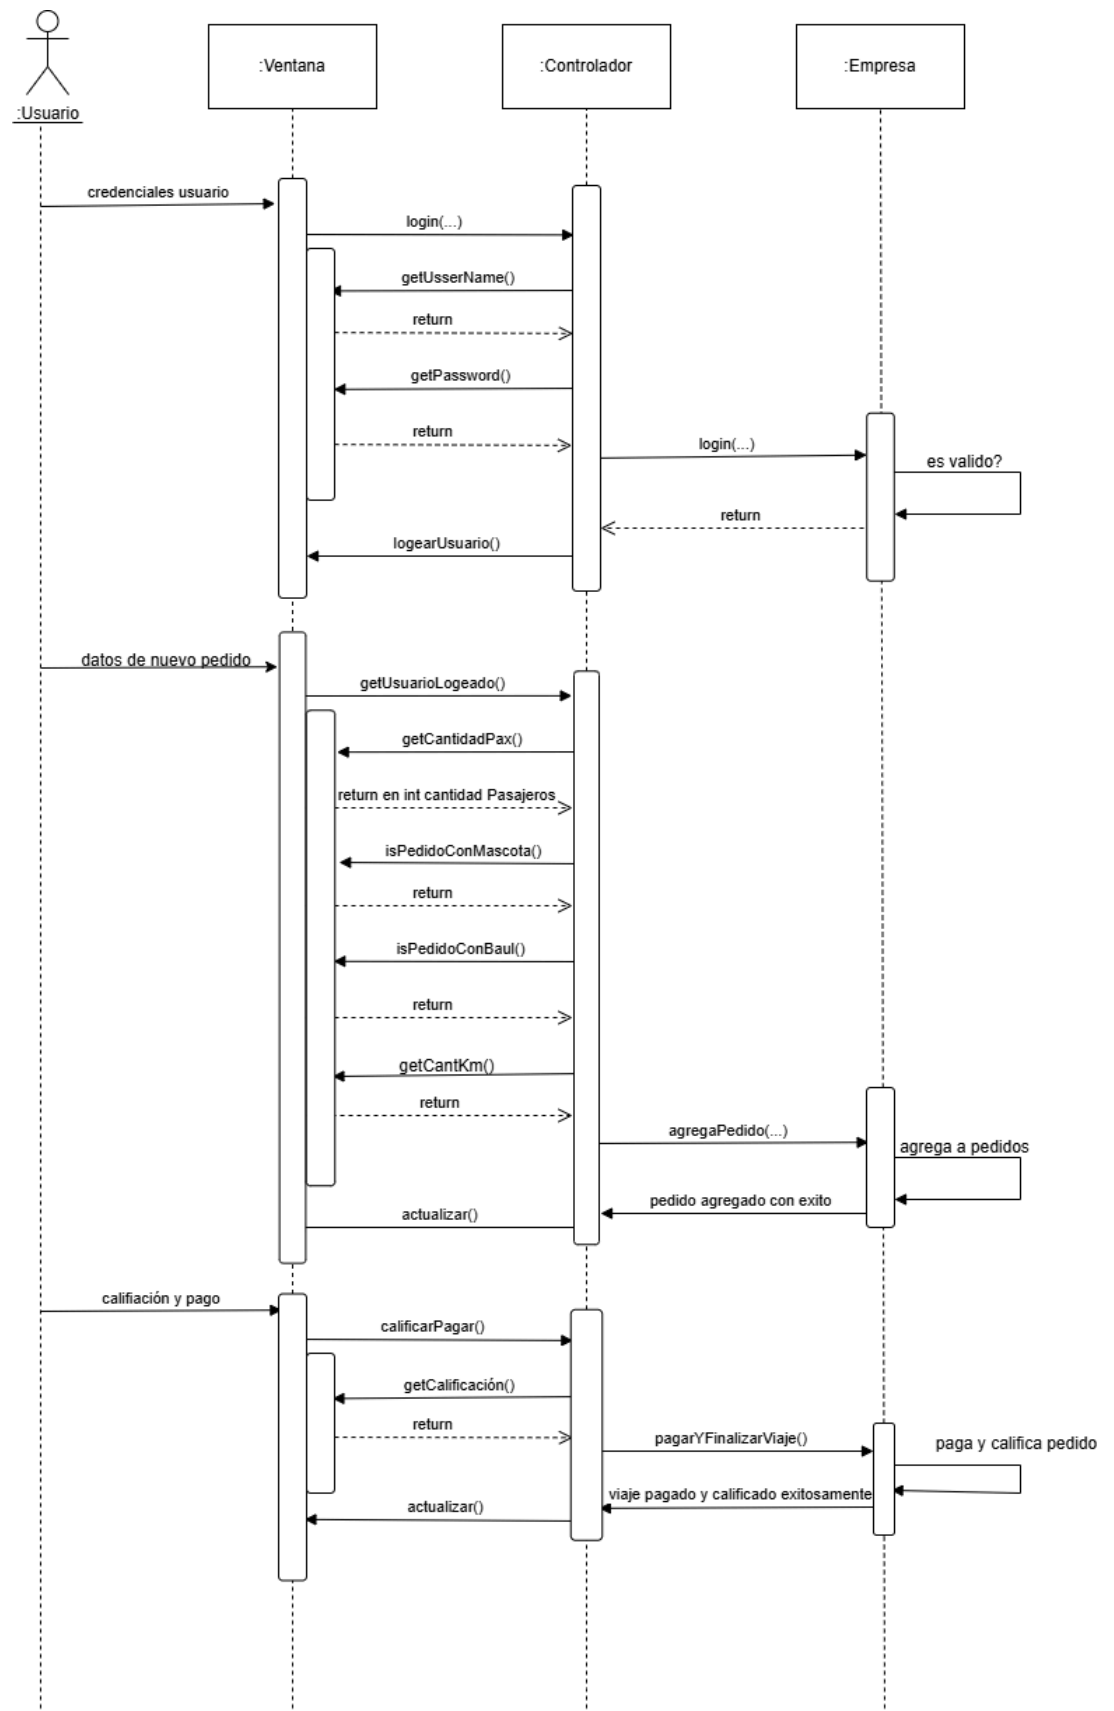 :Usuario
:Ventana
:Controlador
:Empresa
credenciales usuario
login(...)
getUsserName()
return
getPassword()
return
login(...)
es valido?
return
logearUsuario()
datos de nuevo pedido
getUsuarioLogeado()
getCantidadPax()
return en int cantidad Pasajeros
isPedidoConMascota()
return
isPedidoConBaul()
return
getCantKm()
return
agregaPedido(...)
agrega a pedidos
pedido agregado con exito
actualizar()
califiación y pago
calificarPagar()
getCalificación()
return
pagarYFinalizarViaje()
paga y califica pedido
viaje pagado y calificado exitosamente
actualizar()